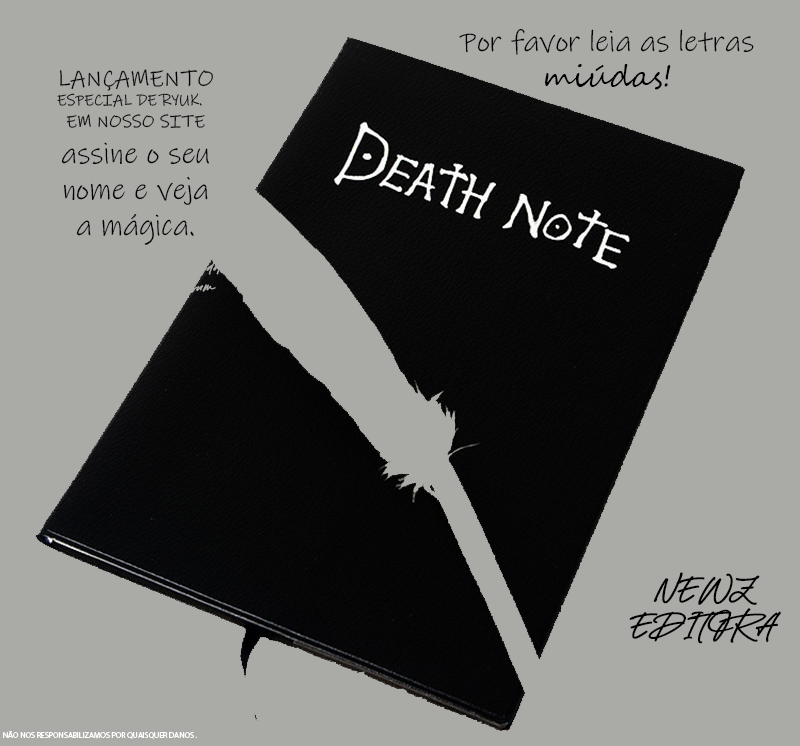 Por favor leia as letras
miúdas!
LANÇAMENTO
ESPECIAL DE RYUK.
EM NOSSO SITE
assine o seu
nome e veja
a mágica.
DEATH NOTE
NEWZ
EDITORA
NÃO NOS RESPONSABILIZAMOS POR QUAISQUER DANOS.